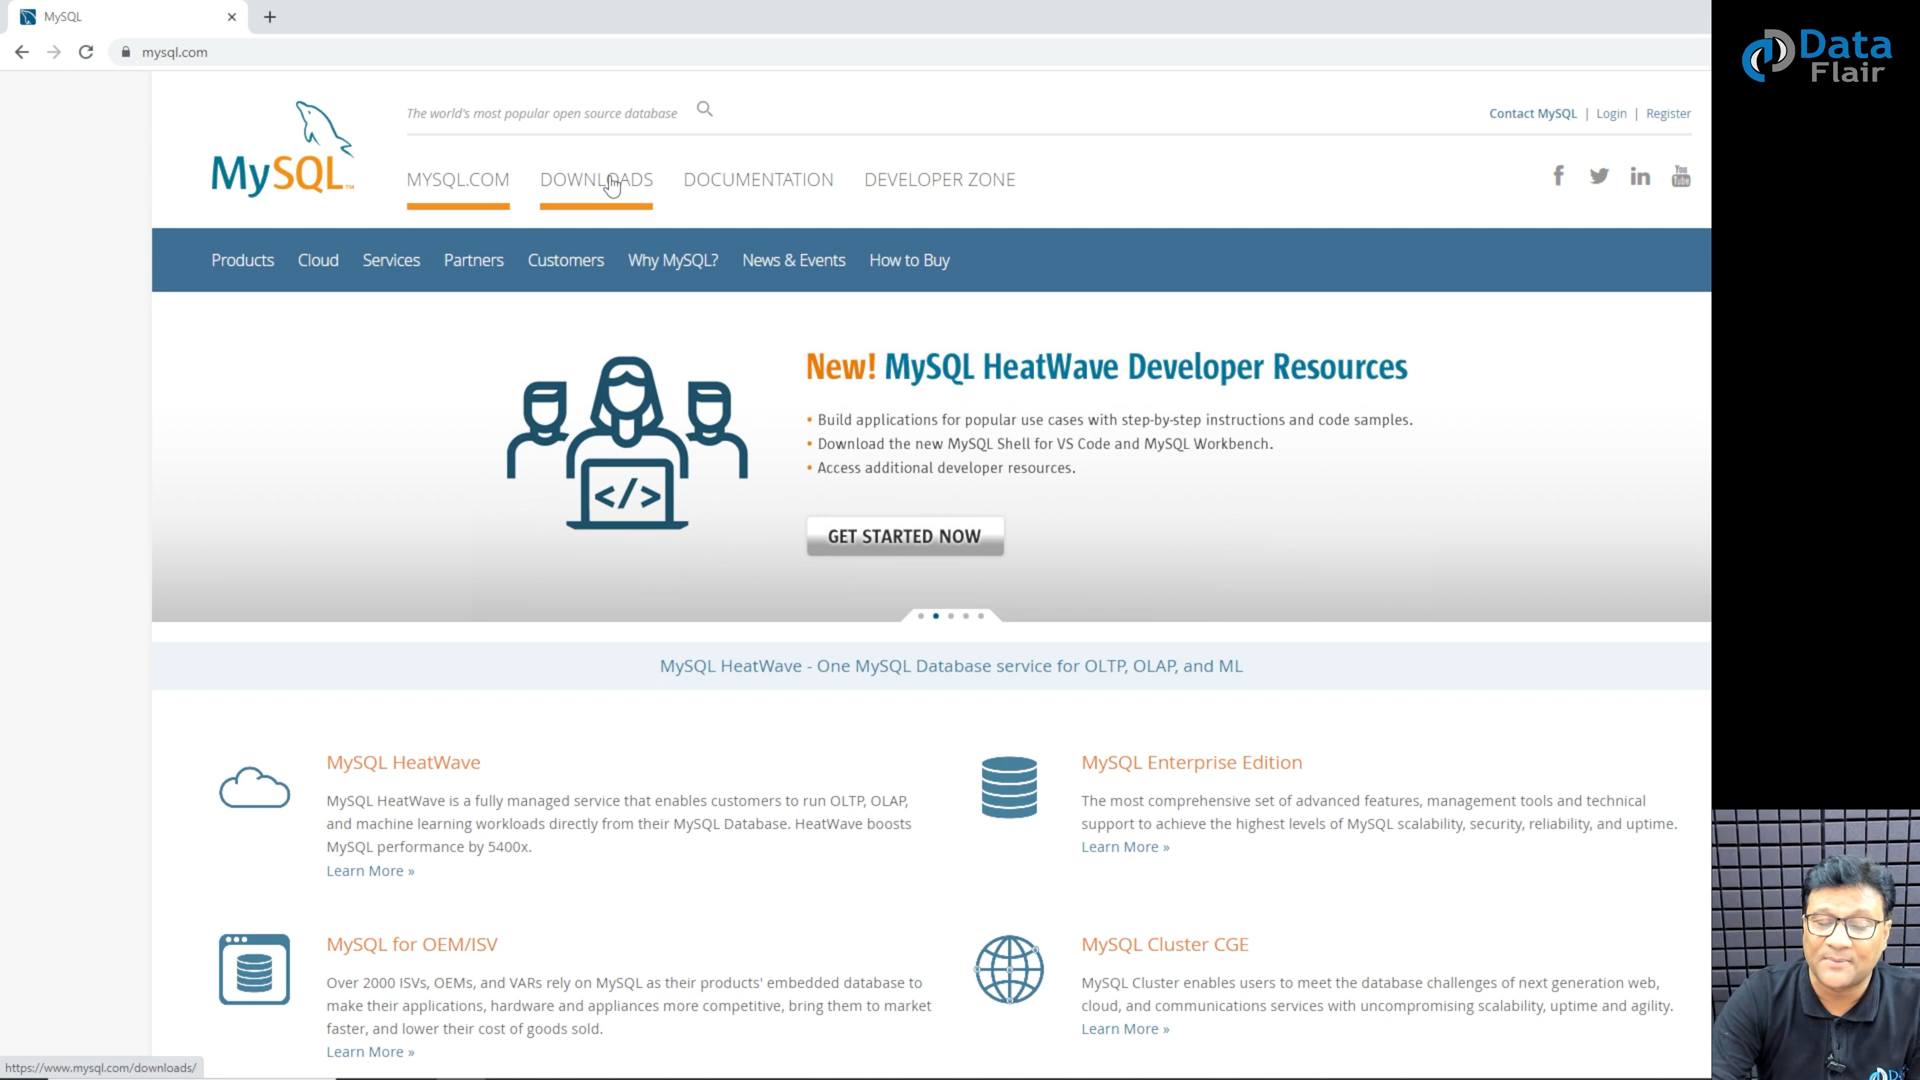 MySQL
mysql.com
Data
Flair
The world's most popular open source database
Contact MySQL | Login | Register
MySQL™
MYSQL.COM DOWNLOADS DOCUMENTATION DEVELOPER ZONE
You
Tube
Products Cloud Services Partners Customers Why MySQL? News & Events How to Buy
New! MySQL HeatWave Developer Resources
• Build applications for popular use cases with step-by-step instructions and code samples.
• Download the new MySQL Shell for VS Code and MySQL Workbench.
• Access additional developer resources.
</>
GET STARTED NOW
MySQL HeatWave - One MySQL Database service for OLTP, OLAP, and ML
MySQL HeatWave
MySQL HeatWave is a fully managed service that enables customers to run OLTP, OLAP,
and machine learning workloads directly from their MySQL Database. HeatWave boosts
MySQL performance by 5400x.
Learn More »
MySQL Enterprise Edition
The most comprehensive set of advanced features, management tools and technical
support to achieve the highest levels of MySQL scalability, security, reliability, and uptime.
Learn More »
MySQL for OEM/ISV
Over 2000 ISVs, OEMs, and VARs rely on MySQL as their products' embedded database to
make their applications, hardware and appliances more competitive, bring them to market
faster, and lower their cost of goods sold.
Learn More »
MySQL Cluster CGE
MySQL Cluster enables users to meet the database challenges of next generation web,
cloud, and communications services with uncompromising scalability, uptime and agility.
Learn More »
https://www.mysql.com/downloads/